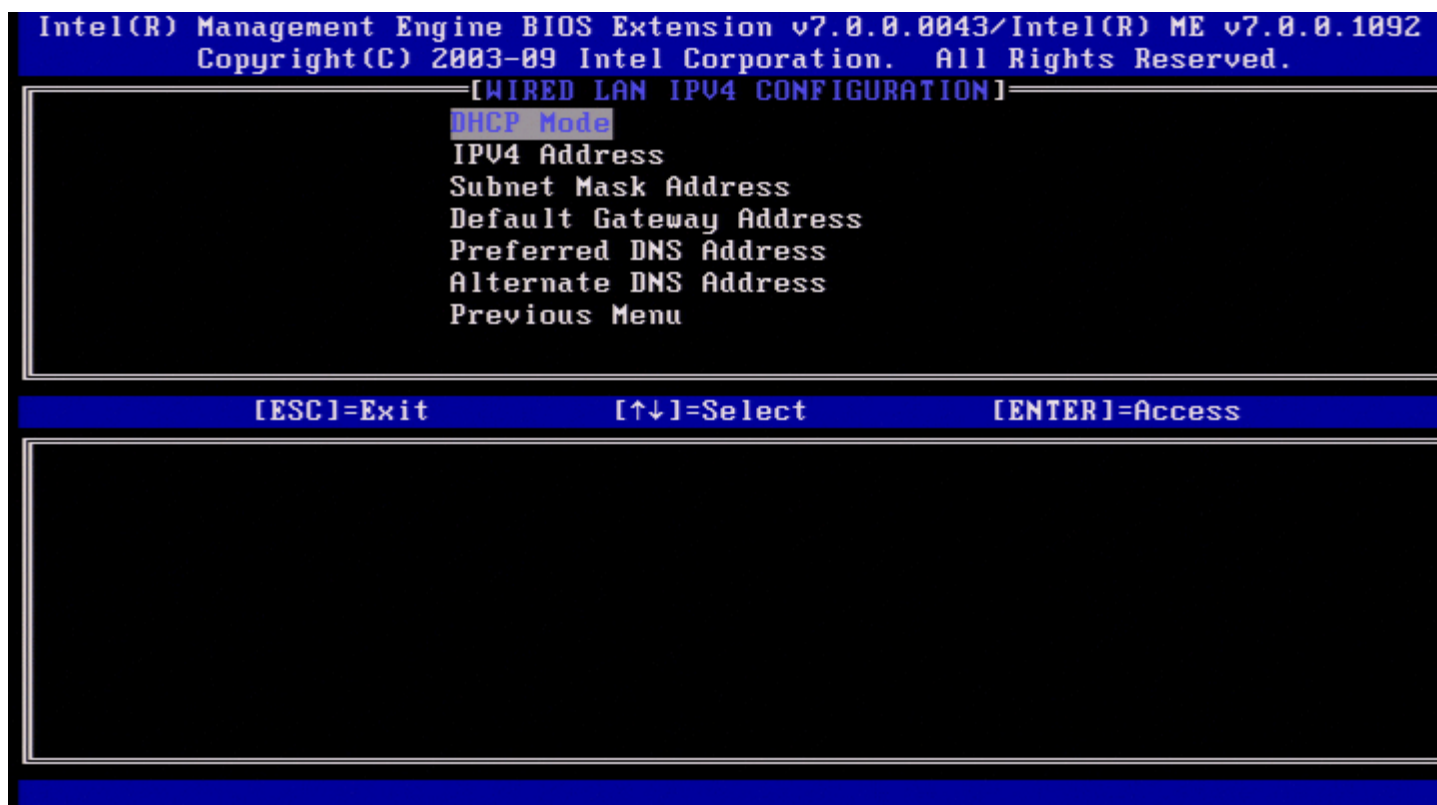 Intel(R) Management Engine BIOS Extension v7.0.0.0043/Intel(R) ME v7.0.0.1092
Copyright(C) 2003-09 Intel Corporation. All Rights Reserved.
[WIRED LAN IPV4 CONFIGURATION]
DHCP Mode
IPV4 Address
Subnet Mask Address
Default Gateway Address
Preferred DNS Address
Alternate DNS Address
Previous Menu
[ESC]=Exit [↑↓]=Select [ENTER]=Access